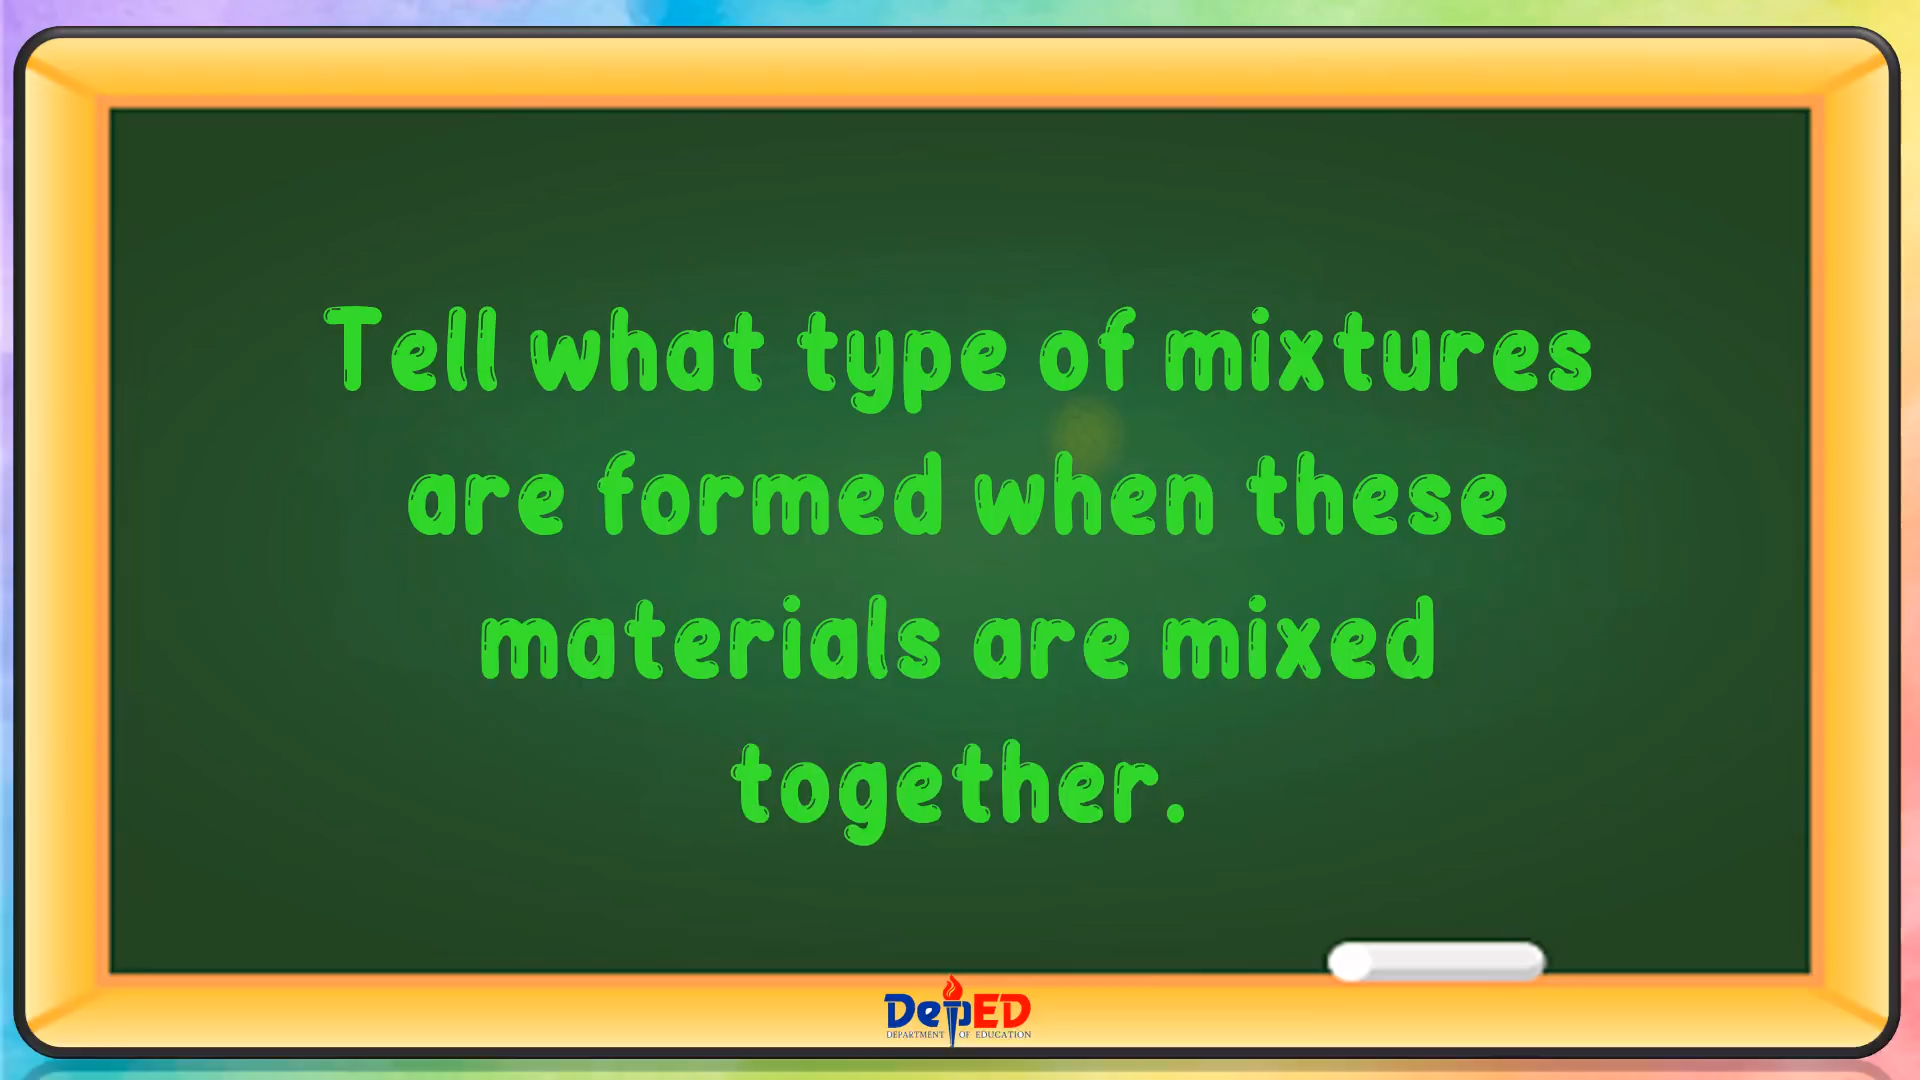 Tell what type of mixtures
are formed when these
materials are mixed
together.
DepED
DEPARTMENT OF EDUCATION